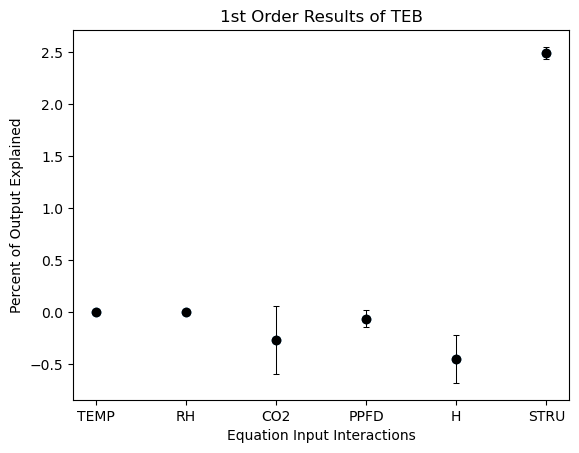 1st Order Results of TEB
Percent of Output Explained
2.5
2.0
1.5
1.0
0.5
0.0
−0.5
TEMP RH CO2 PPFD H STRU
Equation Input Interactions